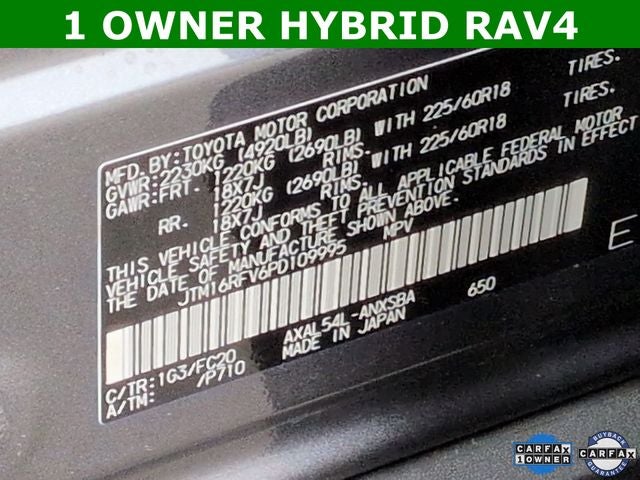 1 OWNER HYBRID RAV4
MFD. BY: TOYOTA MOTOR CORPORATION
GVWR: 2230KG (4920LB)
GAWR: FRT. 1220KG (2690LB) WITH 225/60R18 TIRES.
18X7J RIMS.
RR. 1220KG (2690LB) WITH 225/60R18 TIRES.
18X7J RIMS.
THIS VEHICLE CONFORMS TO ALL APPLICABLE FEDERAL MOTOR
VEHICLE SAFETY AND THEFT PREVENTION STANDARDS IN EFFECT
ON THE DATE OF MANUFACTURE SHOWN ABOVE.
JTM16RFV6PD109995 MPV
E
AXAL54L-ANXSBA 650
C/TR: 1G3/FC20 MADE IN JAPAN
A/TM: /P710
CARFAX
1 OWNER
BUYBACK
CARFAX
GUARANTEE